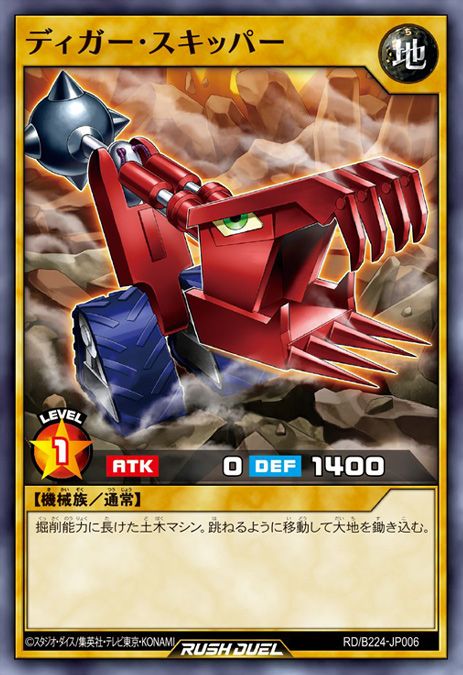 ディガー・スキッパー
地
LEVEL
1
ATK 0 DEF 1400
【機械族／通常】
掘削能力に長けた土木マシン。跳ねるように移動して大地を鋤き込む。
©スタジオ・ダイス/集英社・テレビ東京・KONAMI
RUSH DUEL
RD/B224-JP006